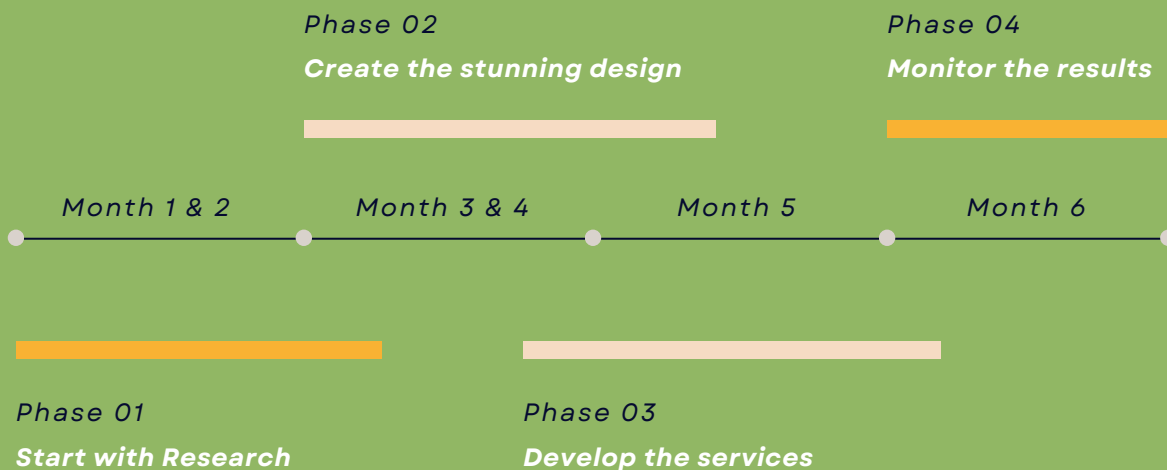 Phase 02
Create the stunning design
Phase 04
Monitor the results
Month 1 & 2
Month 3 & 4
Month 5
Month 6
Phase 01
Start with Research
Phase 03
Develop the services